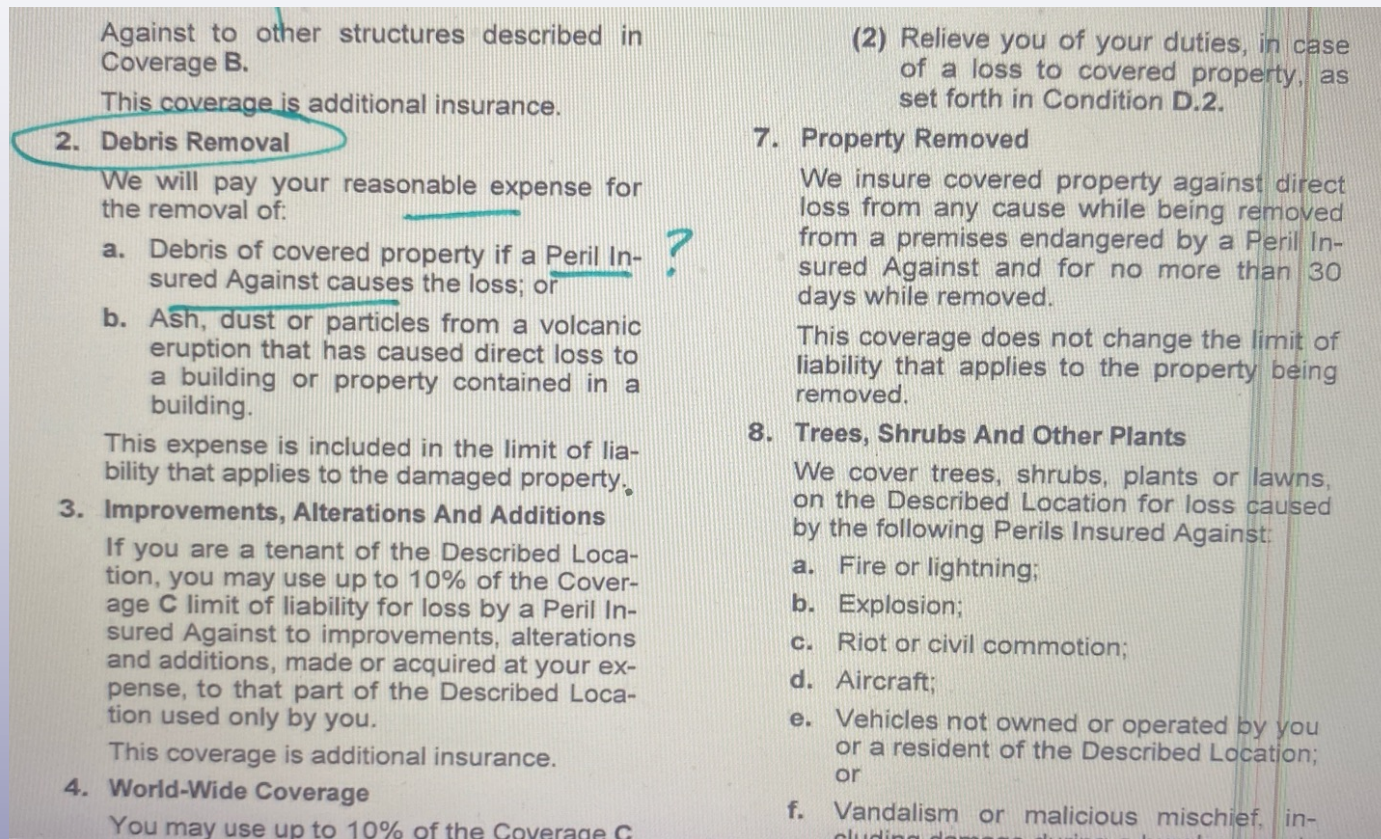 Against to other structures described in
Coverage B.
This coverage is additional insurance.
2. Debris Removal
We will pay your reasonable expense for
the removal of:
a. Debris of covered property if a Peril In-
sured Against causes the loss; or
?
b. Ash, dust or particles from a volcanic
eruption that has caused direct loss to
a building or property contained in a
building.
This expense is included in the limit of lia-
bility that applies to the damaged property.
3. Improvements, Alterations And Additions
If you are a tenant of the Described Loca-
tion, you may use up to 10% of the Cover-
age C limit of liability for loss by a Peril In-
sured Against to improvements, alterations
and additions, made or acquired at your ex-
pense, to that part of the Described Loca-
tion used only by you.
This coverage is additional insurance.
4. World-Wide Coverage
You may use up to 10% of the Coverage C
(2) Relieve you of your duties, in case
of a loss to covered property, as
set forth in Condition D.2.
7. Property Removed
We insure covered property against direct
loss from any cause while being removed
from a premises endangered by a Peril In-
sured Against and for no more than 30
days while removed.
This coverage does not change the limit of
liability that applies to the property being
removed.
8. Trees, Shrubs And Other Plants
We cover trees, shrubs, plants or lawns,
on the Described Location for loss caused
by the following Perils Insured Against:
a. Fire or lightning;
b. Explosion;
c. Riot or civil commotion;
d. Aircraft;
e. Vehicles not owned or operated by you
or a resident of the Described Location;
or
f. Vandalism or malicious mischief, in-